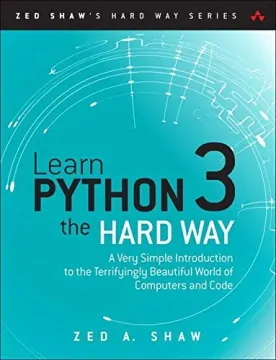 ZED SHAW'S HARD WAY SERIES
Learn
PYTHON 3
the HARD WAY
A Very Simple Introduction
to the Terrifyingly Beautiful World of
Computers and Code
ZED A. SHAW